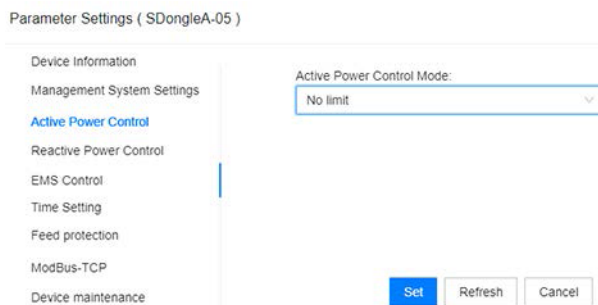 Parameter Settings ( SDongleA-05 )
Device Information
Management System Settings
Active Power Control
Reactive Power Control
EMS Control
Time Setting
Feed protection
ModBus-TCP
Device maintenance
Active Power Control Mode:
No limit
Set
Refresh
Cancel